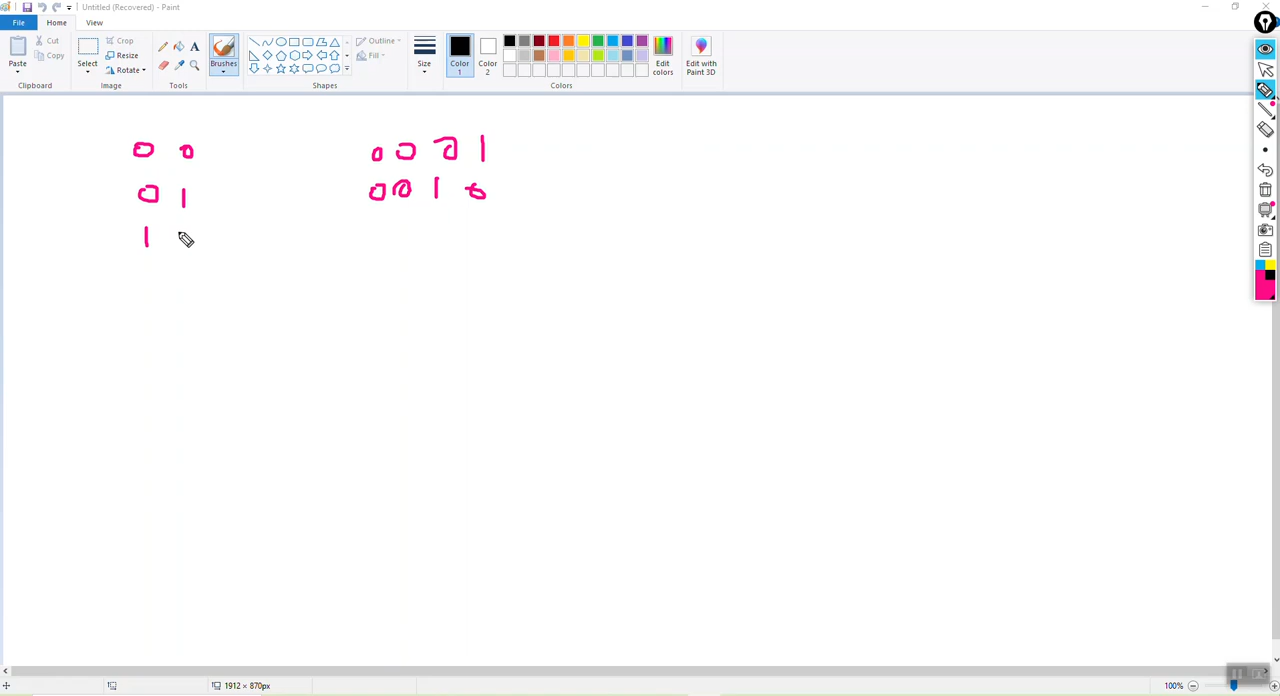 Untitled (Recovered) - Paint
File Home View
Paste
Cut
Copy
Clipboard
Select
Crop
Resize
Rotate
Image
A
Tools
Brushes
Shapes
Outline
Fill
Size
Color 1
Color 2
Edit colors
Edit with Paint 3D
Colors
0 0 0 0 0 1
0 1 0 0 1 0
1
1912 × 870px 100%